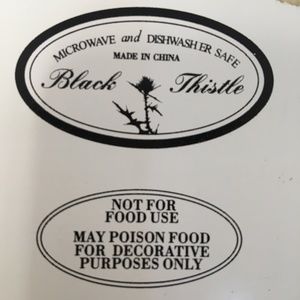 MICROWAVE and DISHWASHER SAFE
MADE IN CHINA
Black Thistle
NOT FOR
FOOD USE
MAY POISON FOOD
FOR DECORATIVE
PURPOSES ONLY